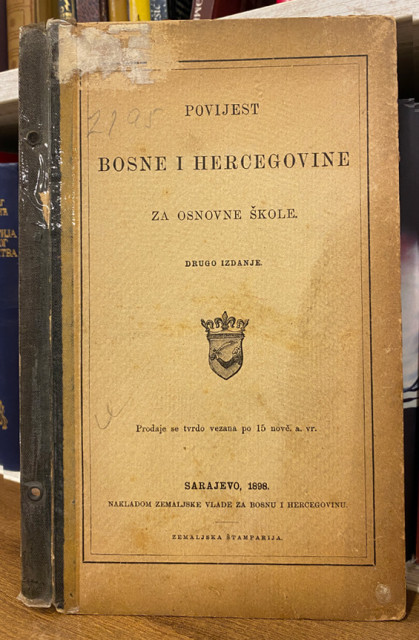 2195
POVIJEST
BOSNE I HERCEGOVINE
ZA OSNOVNE ŠKOLE.
DRUGO IZDANJE.
Prodaje se tvrdo vezana po 15 novč. a. vr.
SARAJEVO, 1898.
NAKLADOM ZEMALJSKE VLADE ZA BOSNU I HERCEGOVINU.
ZEMALJSKA ŠTAMPARIJA.